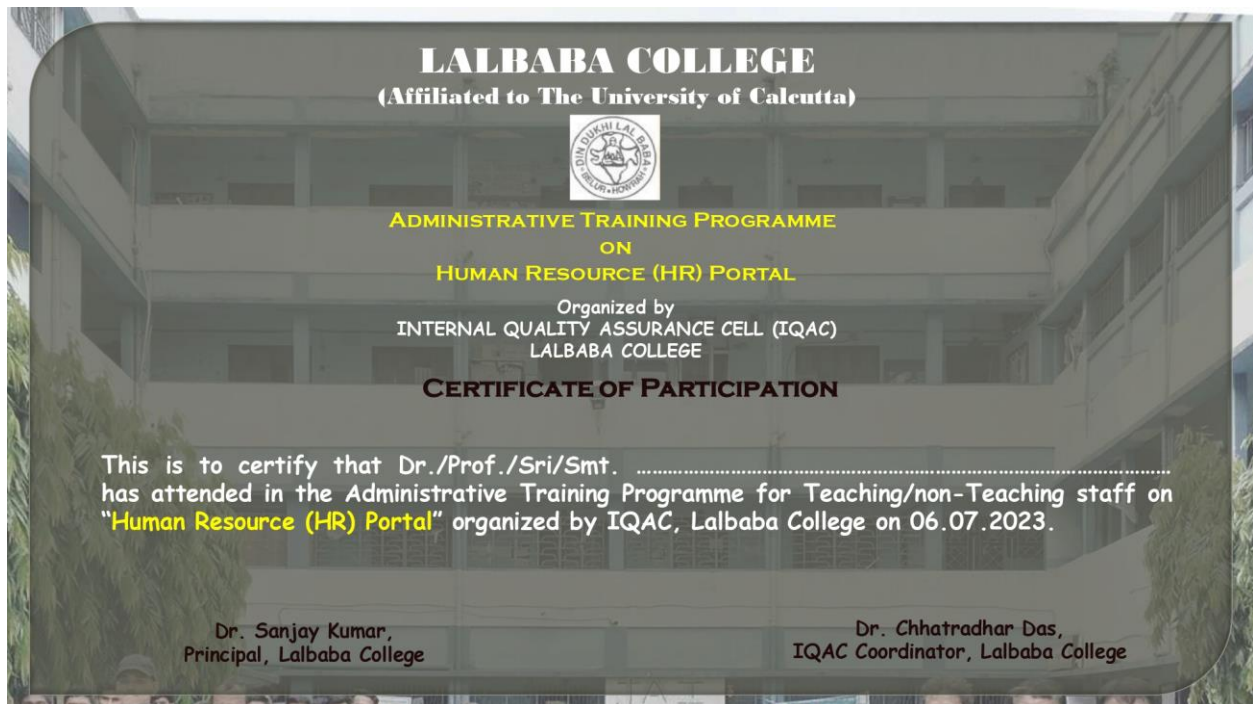 LALBABA COLLEGE
(Affiliated to The University of Calcutta)
DIN DUKHI LAL BABA
BELUR HOWRAH
ADMINISTRATIVE TRAINING PROGRAMME
ON
HUMAN RESOURCE (HR) PORTAL
Organized by
INTERNAL QUALITY ASSURANCE CELL (IQAC)
LALBABA COLLEGE
CERTIFICATE OF PARTICIPATION
This is to certify that Dr./Prof./Sri/Smt. ........................................................................................
has attended in the Administrative Training Programme for Teaching/non-Teaching staff on
“Human Resource (HR) Portal” organized by IQAC, Lalbaba College on 06.07.2023.
Dr. Sanjay Kumar,
Principal, Lalbaba College
Dr. Chhatradhar Das,
IQAC Coordinator, Lalbaba College